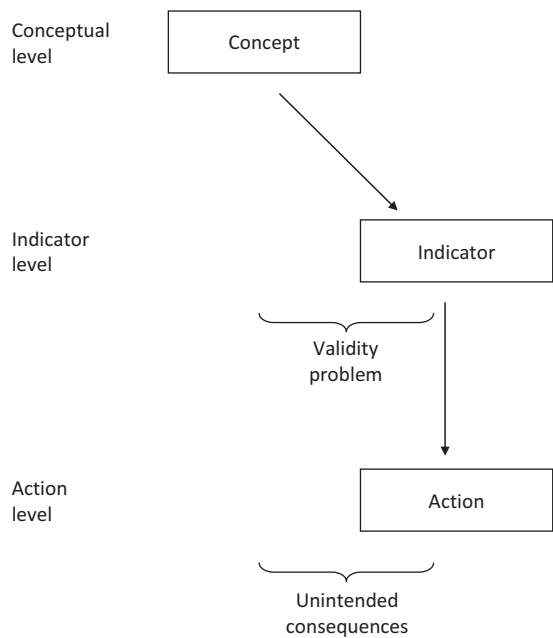 Conceptual
level
Concept
Indicator
level
Indicator
Validity
problem
Action
level
Action
Unintended
consequences